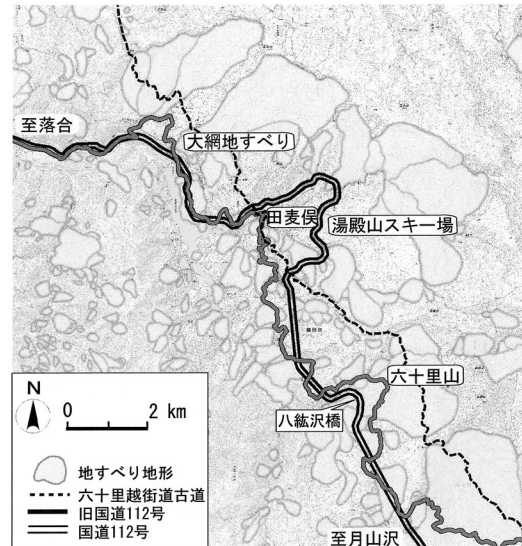 至落合
大網地すべり
田麦俣
湯殿山スキー場
六十里山
八紘沢橋
至月山沢
N
0 2 km
地すべり地形
六十里越街道古道
旧国道112号
国道112号